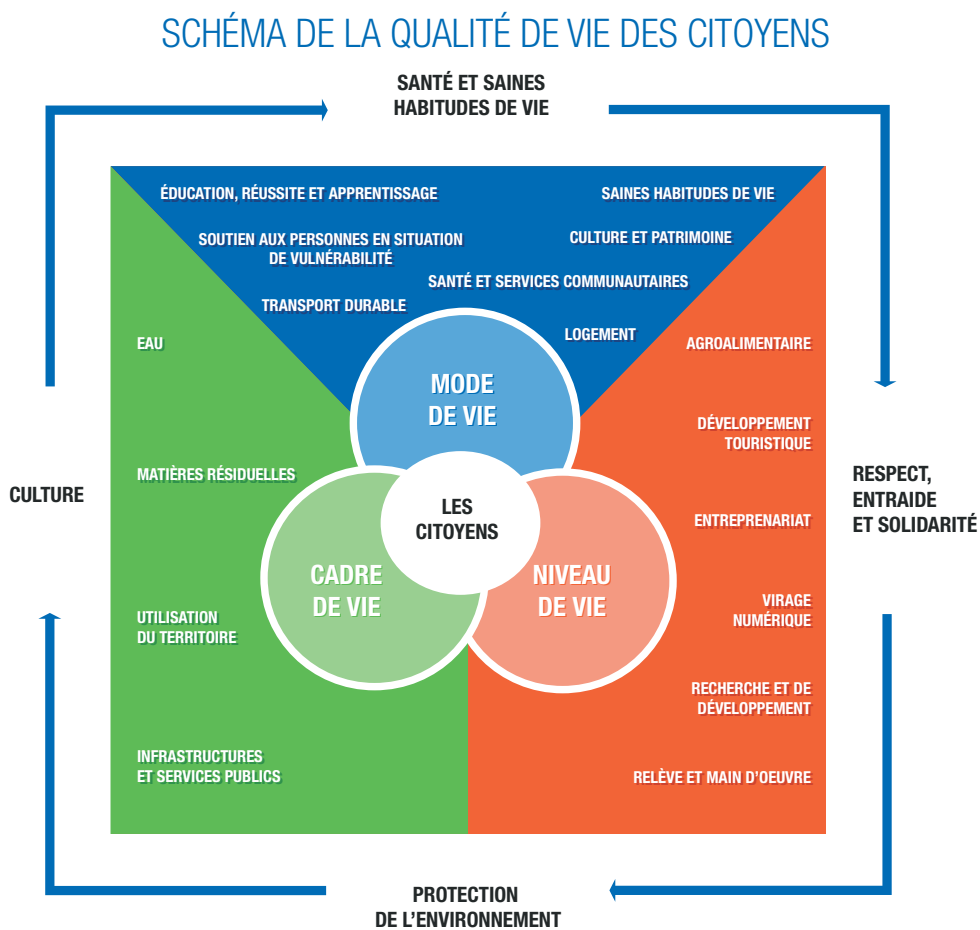 SCHÉMA DE LA QUALITÉ DE VIE DES CITOYENS
SANTÉ ET SAINES
HABITUDES DE VIE
ÉDUCATION, RÉUSSITE ET APPRENTISSAGE
SAINES HABITUDES DE VIE
SOUTIEN AUX PERSONNES EN SITUATION
DE VULNÉRABILITÉ
CULTURE ET PATRIMOINE
SANTÉ ET SERVICES COMMUNAUTAIRES
TRANSPORT DURABLE
LOGEMENT
EAU
MATIÈRES RÉSIDUELLES
UTILISATION
DU TERRITOIRE
INFRASTRUCTURES
ET SERVICES PUBLICS
MODE
DE VIE
LES
CITOYENS
CADRE
DE VIE
NIVEAU
DE VIE
AGROALIMENTAIRE
DÉVELOPPEMENT
TOURISTIQUE
ENTREPRENARIAT
VIRAGE
NUMÉRIQUE
RECHERCHE ET DE
DÉVELOPPEMENT
RELÈVE ET MAIN D'OEUVRE
CULTURE
RESPECT,
ENTRAIDE
ET SOLIDARITÉ
PROTECTION
DE L'ENVIRONNEMENT